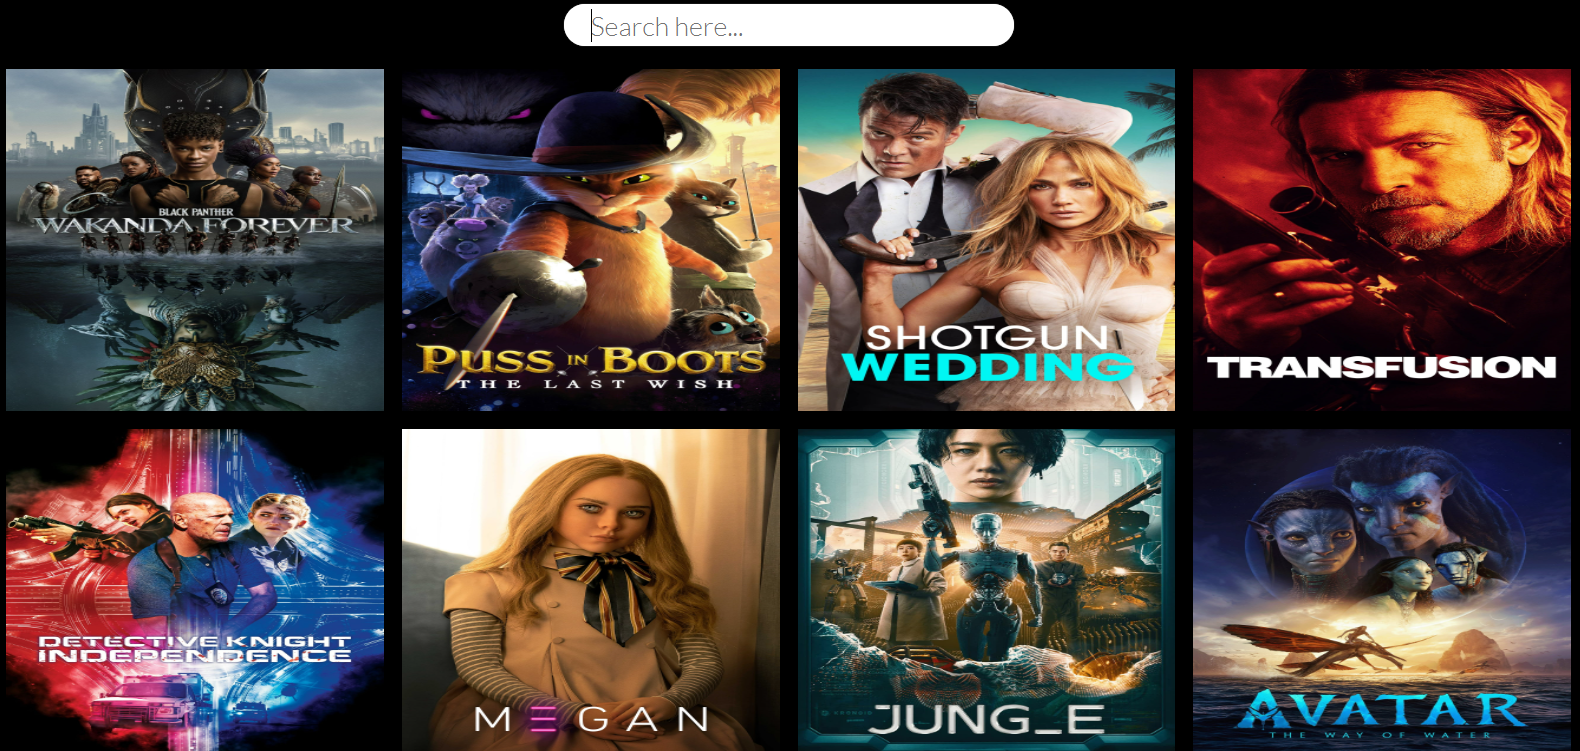 Search here...
BLACK PANTHER
WAKANDA FOREVER
PUSS IN BOOTS
THE LAST WISH
SHOTGUN
WEDDING
TRANSFUSION
DETECTIVE KNIGHT
INDEPENDENCE
MEGAN
JUNG_E
AVATAR
THE WAY OF WATER